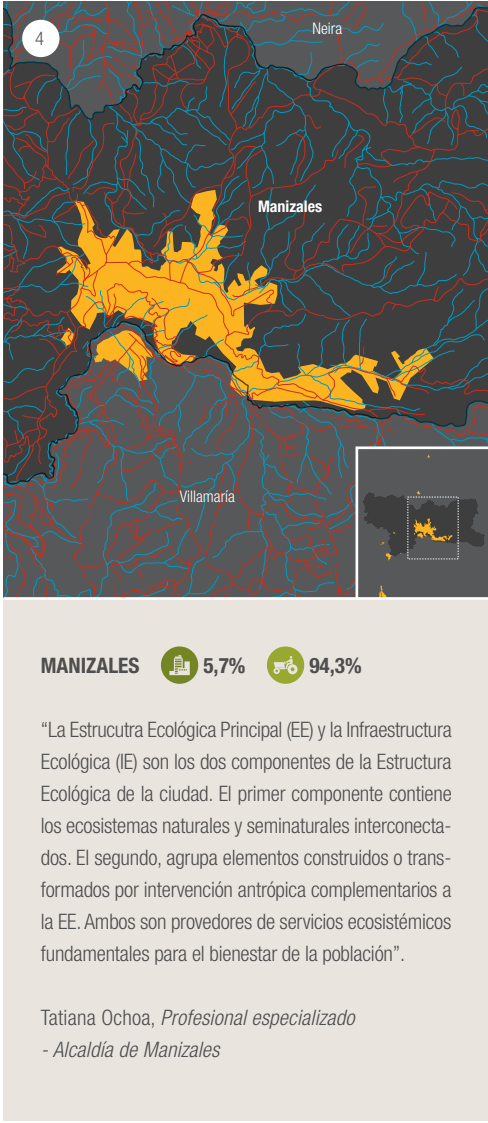 4
Neira
Manizales
Villamaría
MANIZALES 5,7% 94,3%
“La Estrucutra Ecológica Principal (EE) y la Infraestructura
Ecológica (IE) son los dos componentes de la Estructura
Ecológica de la ciudad. El primer componente contiene
los ecosistemas naturales y seminaturales interconecta-
dos. El segundo, agrupa elementos construidos o trans-
formados por intervención antrópica complementarios a
la EE. Ambos son provedores de servicios ecosistémicos
fundamentales para el bienestar de la población”.
Tatiana Ochoa, Profesional especializado
- Alcaldía de Manizales